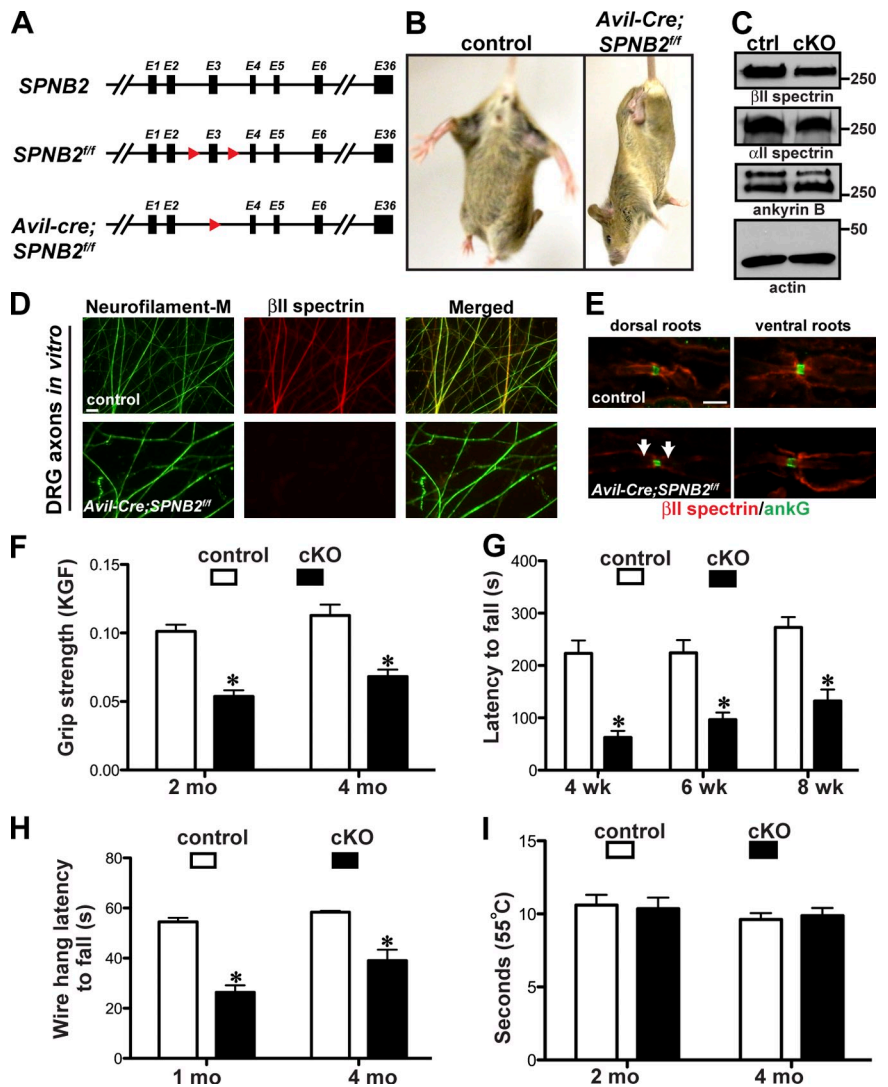 A
E1 E2 E3 E4 E5 E6 E36
SPNB2
E1 E2 E3 E4 E5 E6 E36
SPNB2f/f
E1 E2 E4 E5 E6 E36
Avil-cre;
SPNB2f/f
B
control
Avil-Cre;
SPNB2f/f
C
ctrl cKO
250
βII spectrin
250
αII spectrin
250
ankyrin B
50
actin
D
Neurofilament-M βII spectrin Merged
DRG axons in vitro
control
Avil-Cre;SPNB2f/f
E
dorsal roots ventral roots
control
Avil-Cre;SPNB2f/f
βII spectrin/ankG
F
control cKO
Grip strength (KGF)
0.15
0.10
0.05
0.00
* *
2 mo 4 mo
G
control cKO
Latency to fall (s)
400
300
200
100
0
* * *
4 wk 6 wk 8 wk
H
control cKO
Wire hang latency
to fall (s)
80
60
40
20
0
* *
1 mo 4 mo
I
control cKO
Seconds (55°C)
15
10
5
0
2 mo 4 mo